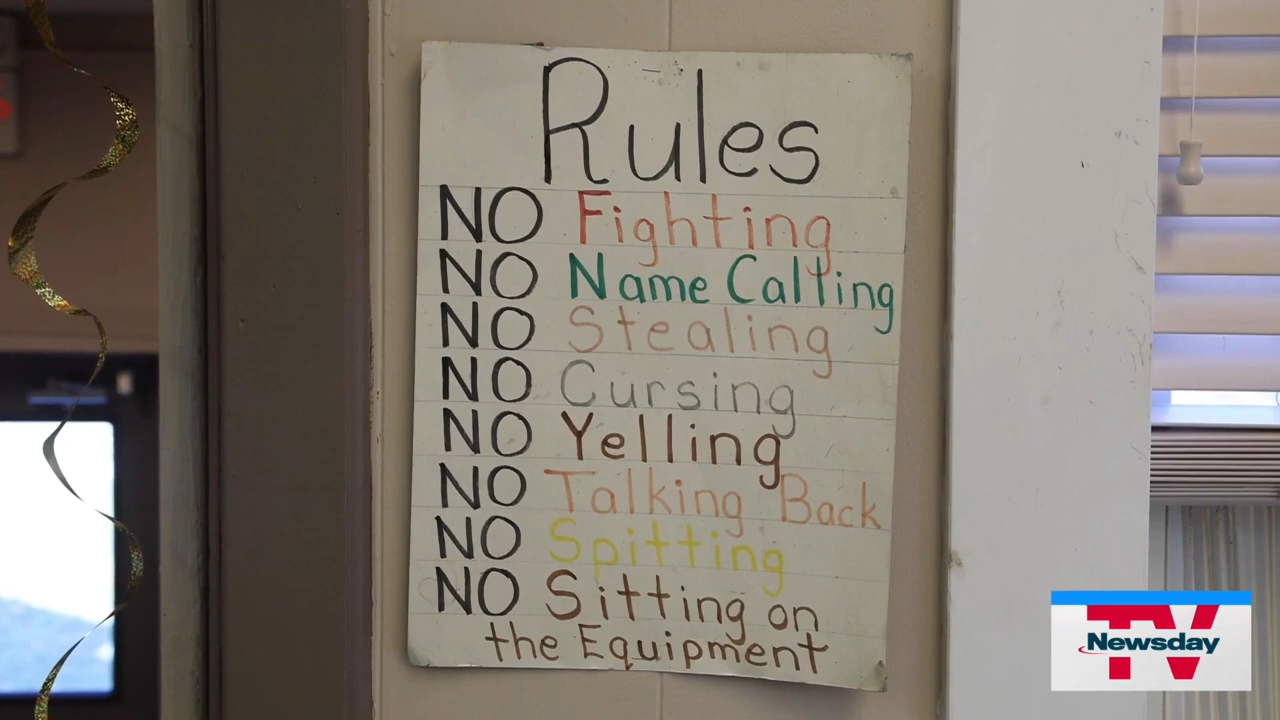 Rules
NO Fighting
NO Name Calling
NO Stealing
NO Cursing
NO Yelling
NO Talking Back
NO Spitting
NO Sitting on
the Equipment
TV
Newsday